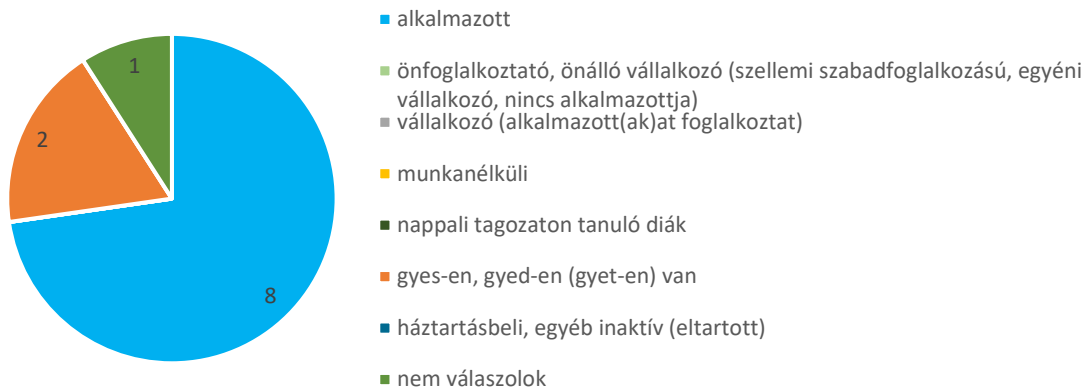 alkalmazott
önfoglalkoztató, önálló vállalkozó (szellemi szabadfoglalkozású, egyéni
vállalkozó, nincs alkalmazottja)
vállalkozó (alkalmazott(ak)at foglalkoztat)
munkanélküli
nappali tagozaton tanuló diák
gyes-en, gyed-en (gyet-en) van
háztartásbeli, egyéb inaktív (eltartott)
nem válaszolok
1
2
8